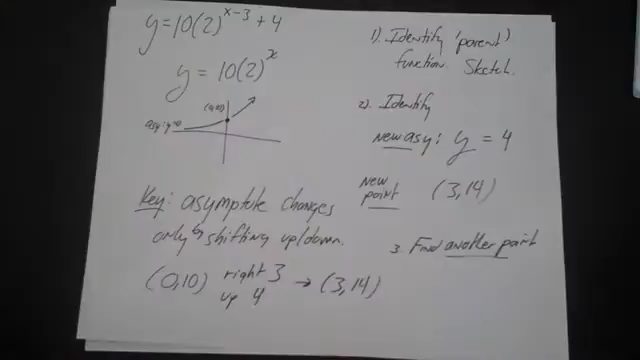 y = 10(2)^{x-3} + 4
y = 10(2)^x
(0,10)
asy: y=0
Key: asymptote changes
only by shifting up/down.
(0,10) right 3 → (3,14)
up 4
1). Identify 'parent'
function. Sketch.
2). Identify
new asy: y = 4
new (3,14)
point
3. Find another point